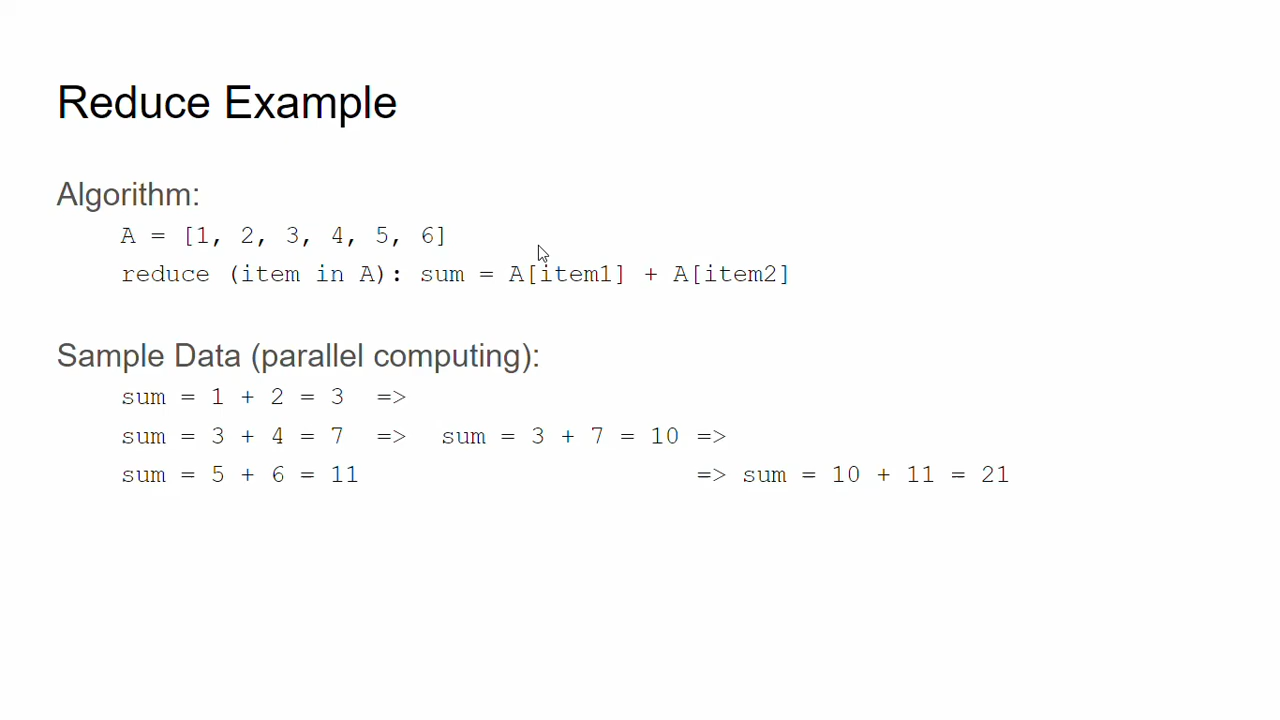 Reduce Example
Algorithm:
A = [1, 2, 3, 4, 5, 6]
reduce (item in A): sum = A[item1] + A[item2]
Sample Data (parallel computing):
sum = 1 + 2 = 3 =>
sum = 3 + 4 = 7 => sum = 3 + 7 = 10 =>
sum = 5 + 6 = 11 => sum = 10 + 11 = 21